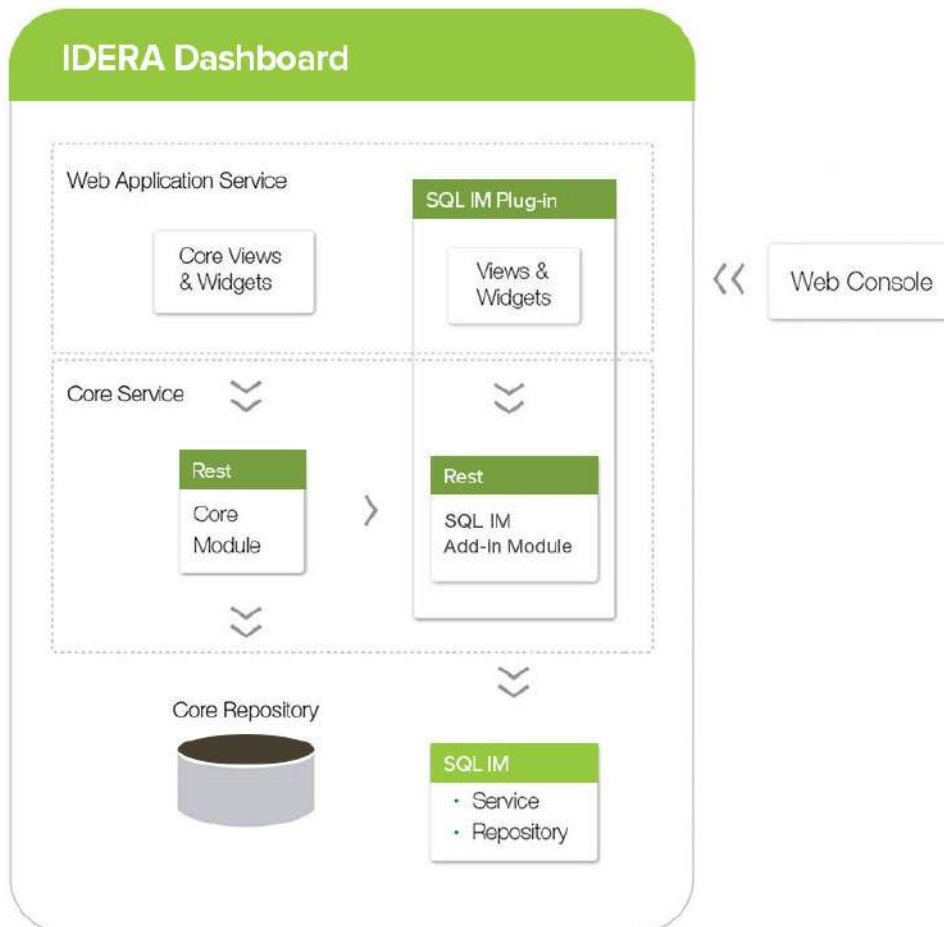 IDERA Dashboard
Web Application Service
SQL IM Plug-in
Core Views
& Widgets
Views &
Widgets
Web Console
Core Service
Rest
Core
Module
Rest
SQL IM
Add-in Module
Core Repository
SQL IM
• Service
• Repository